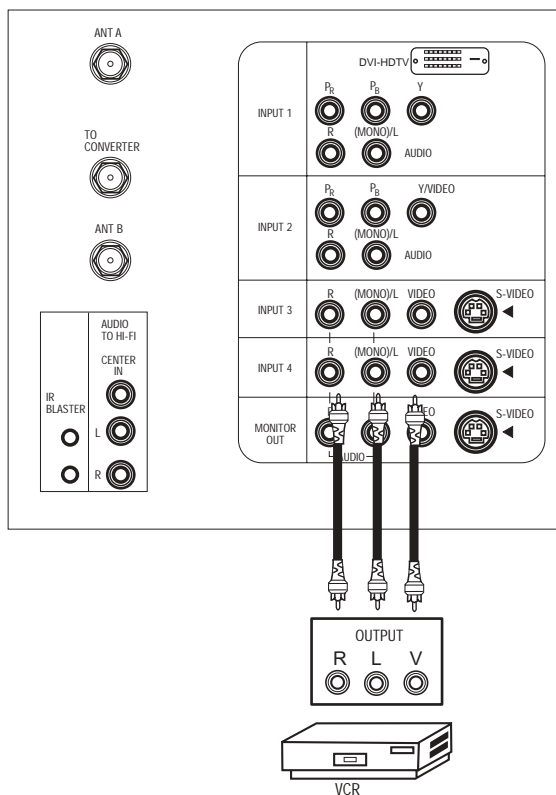 ANT A
TO
CONVERTER
ANT B
AUDIO
TO HI-FI
CENTER
IN
IR
BLASTER
L
R
DVI-HDTV
INPUT 1
PR PB Y
R (MONO)/L AUDIO
INPUT 2
PR PB Y/VIDEO
R (MONO)/L AUDIO
INPUT 3
R (MONO)/L VIDEO S-VIDEO
INPUT 4
R (MONO)/L VIDEO S-VIDEO
MONITOR
OUT
S-VIDEO
AUDIO
OUTPUT
R L V
VCR